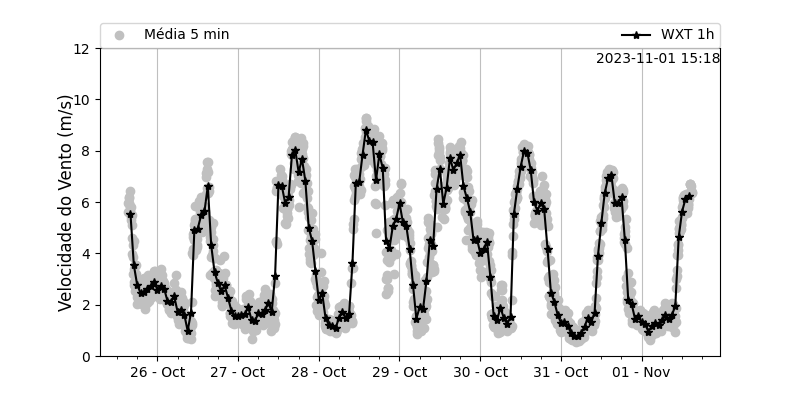 Média 5 min
WXT 1h
2023-11-01 15:18
Velocidade do Vento (m/s)
12
10
8
6
4
2
0
26 - Oct
27 - Oct
28 - Oct
29 - Oct
30 - Oct
31 - Oct
01 - Nov